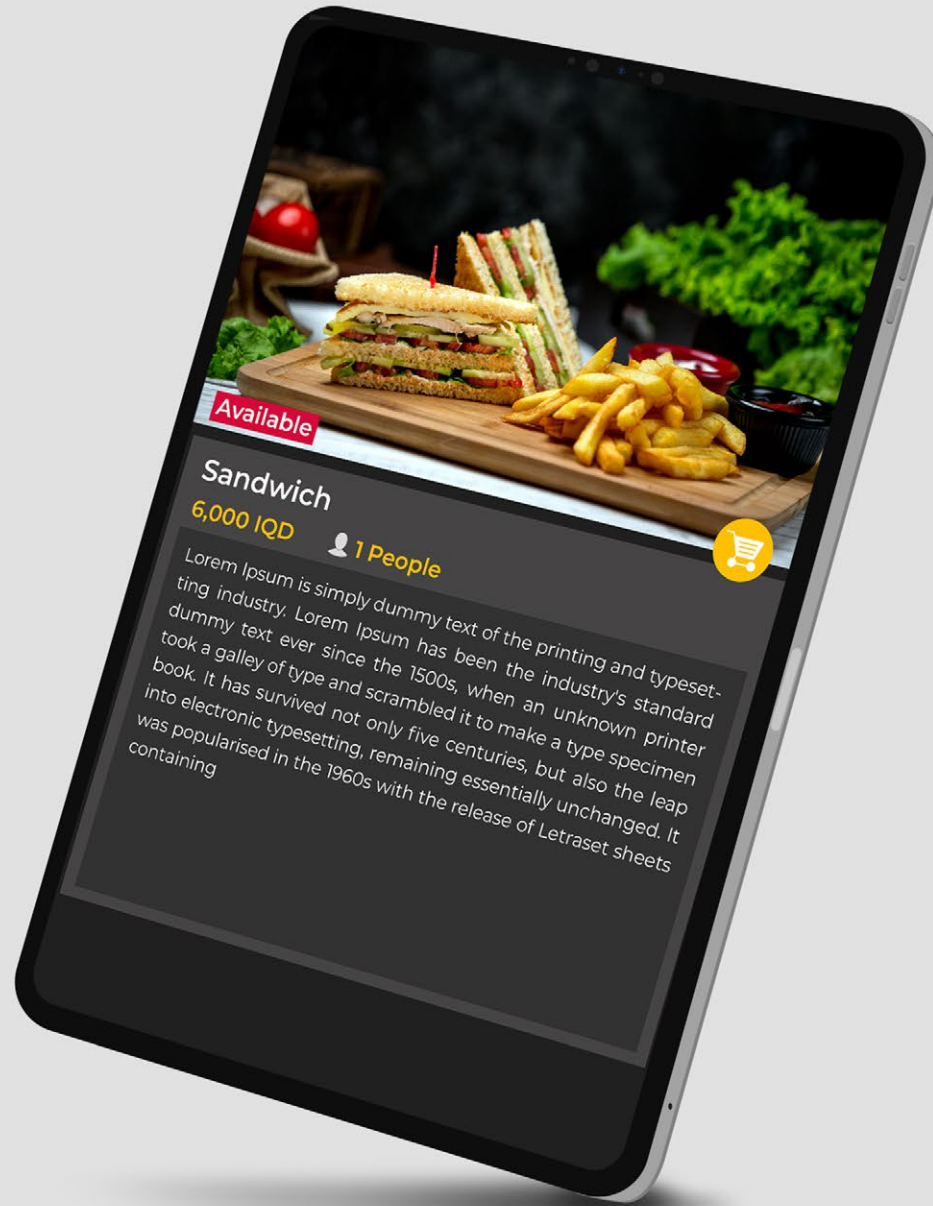 Available
Sandwich
6,000 IQD
1 People
Lorem Ipsum is simply dummy text of the printing and typeset-
ting industry. Lorem Ipsum has been the industry's standard
dummy text ever since the 1500s, when an unknown printer
took a galley of type and scrambled it to make a type specimen
book. It has survived not only five centuries, but also the leap
into electronic typesetting, remaining essentially unchanged. It
was popularised in the 1960s with the release of Letraset sheets
containing